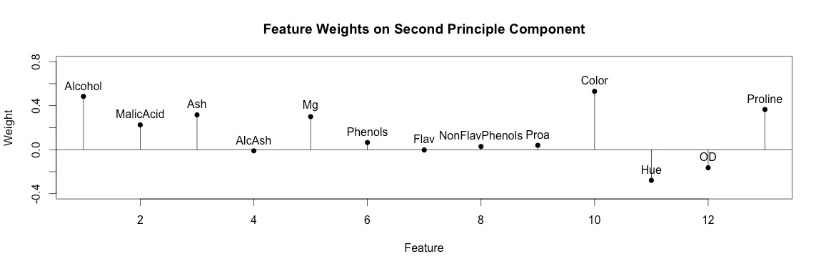 Feature Weights on Second Principle Component
Weight
0.8
0.4
0.0
-0.4
Alcohol
MalicAcid
Ash
AlcAsh
Mg
Phenols
Flav
NonFlavPhenols
Proa
Color
Hue
OD
Proline
2
4
6
8
10
12
Feature